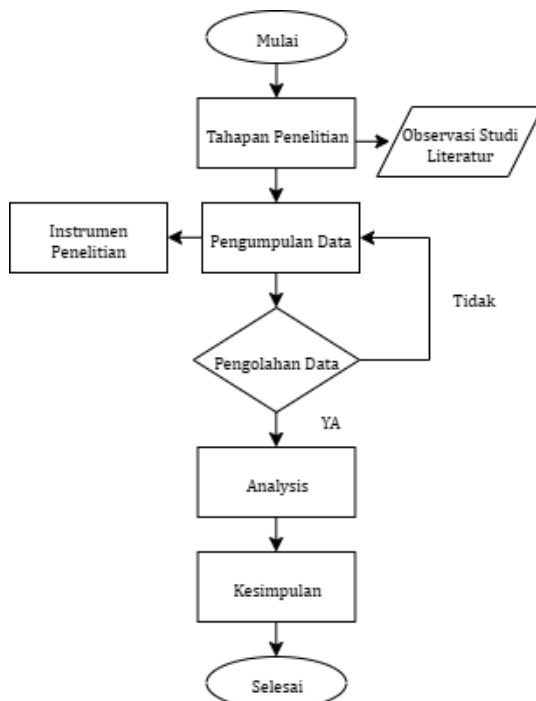 Mulai
Tahapan Penelitian
Observasi Studi
Literatur
Instrumen
Penelitian
Pengumpulan Data
Tidak
Pengolahan Data
YA
Analysis
Kesimpulan
Selesai